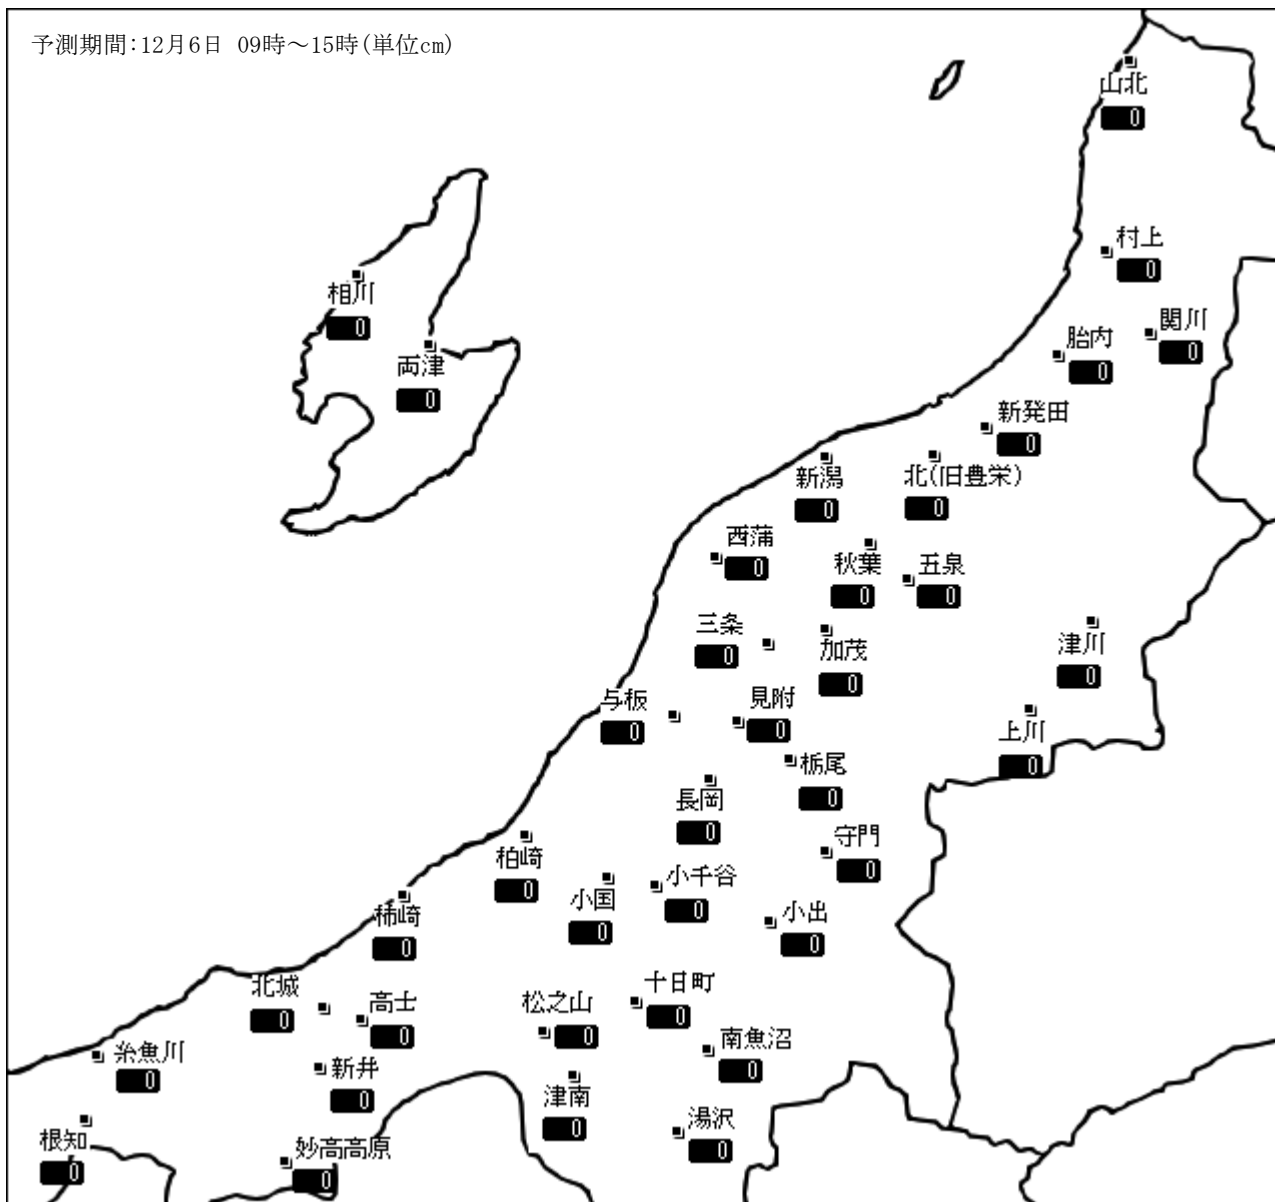 予測期間:12月6日 09時～15時(単位cm)
山北
0
村上
0
相川
0
関川
0
胎内
0
両津
0
新発田
0
新潟
0
北(旧豊栄)
0
西蒲
0
秋葉
0
五泉
0
三条
0
加茂
0
津川
0
与板
0
見附
0
上川
0
栃尾
0
長岡
0
守門
0
柏崎
0
小千谷
0
小国
0
小出
0
柿崎
0
北城
0
高士
0
松之山
0
十日町
0
南魚沼
0
糸魚川
0
新井
0
津南
0
湯沢
0
根知
0
妙高高原
0